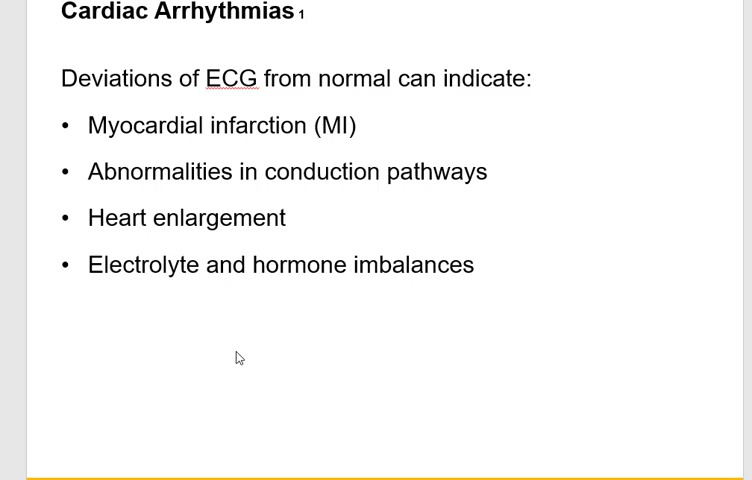 Cardiac Arrhythmias 1
Deviations of ECG from normal can indicate:
• Myocardial infarction (MI)
• Abnormalities in conduction pathways
• Heart enlargement
• Electrolyte and hormone imbalances